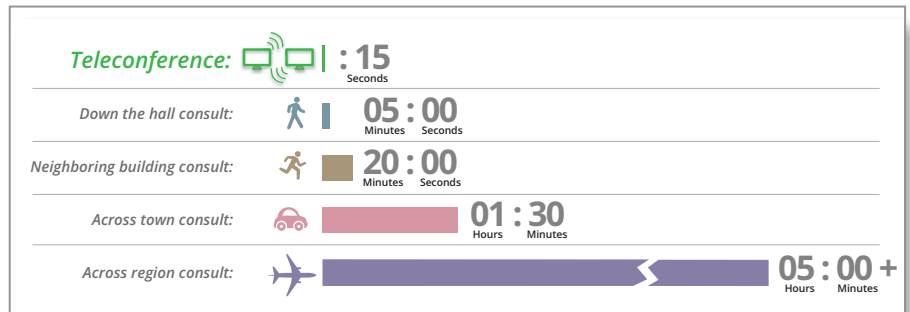 Teleconference: : 15
Seconds
Down the hall consult: 05 : 00
Minutes Seconds
Neighboring building consult: 20 : 00
Minutes Seconds
Across town consult: 01 : 30
Hours Minutes
Across region consult: 05 : 00 +
Hours Minutes